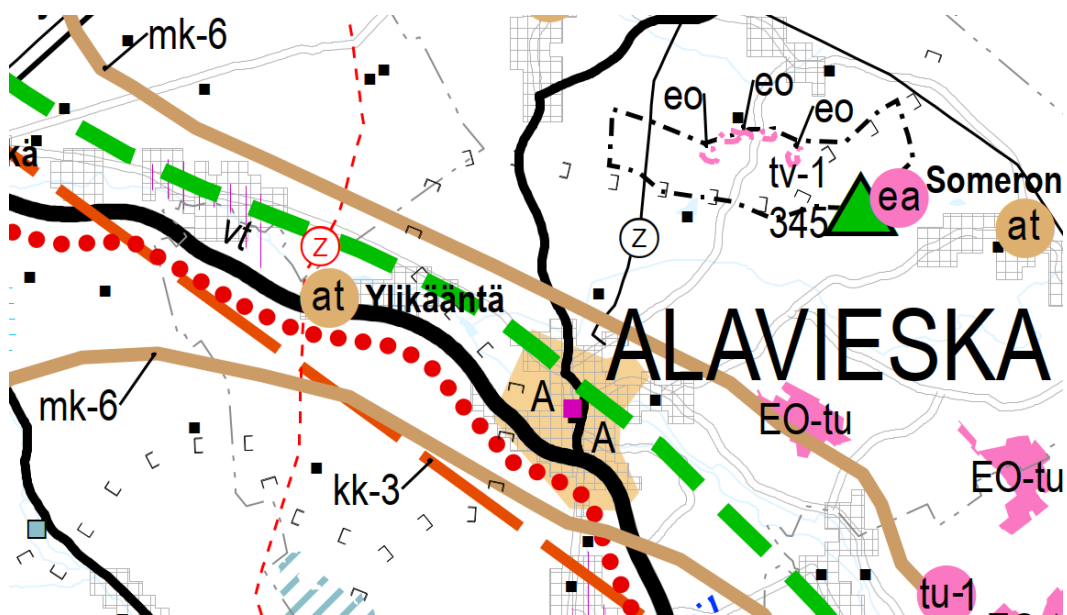 mk-6
eo
eo
eo
kä
tv-1
ea
Someron
345
at
vt
Z
Z
at
Ylikääntä
ALAVIESKA
mk-6
A
A
EO-tu
EO-tu
kk-3
tu-1